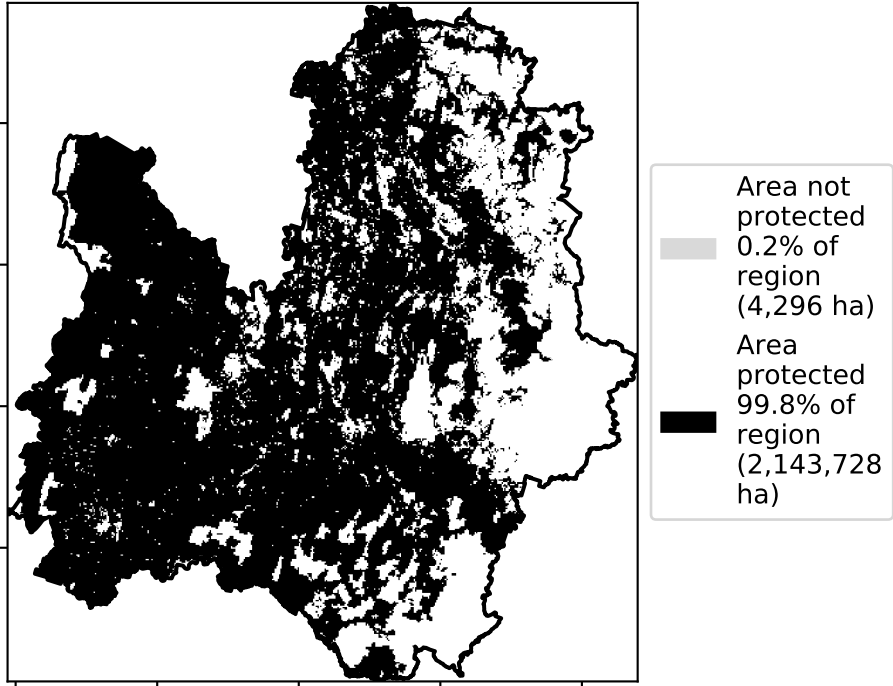 Area not
protected
0.2% of
region
(4,296 ha)
Area
protected
99.8% of
region
(2,143,728
ha)